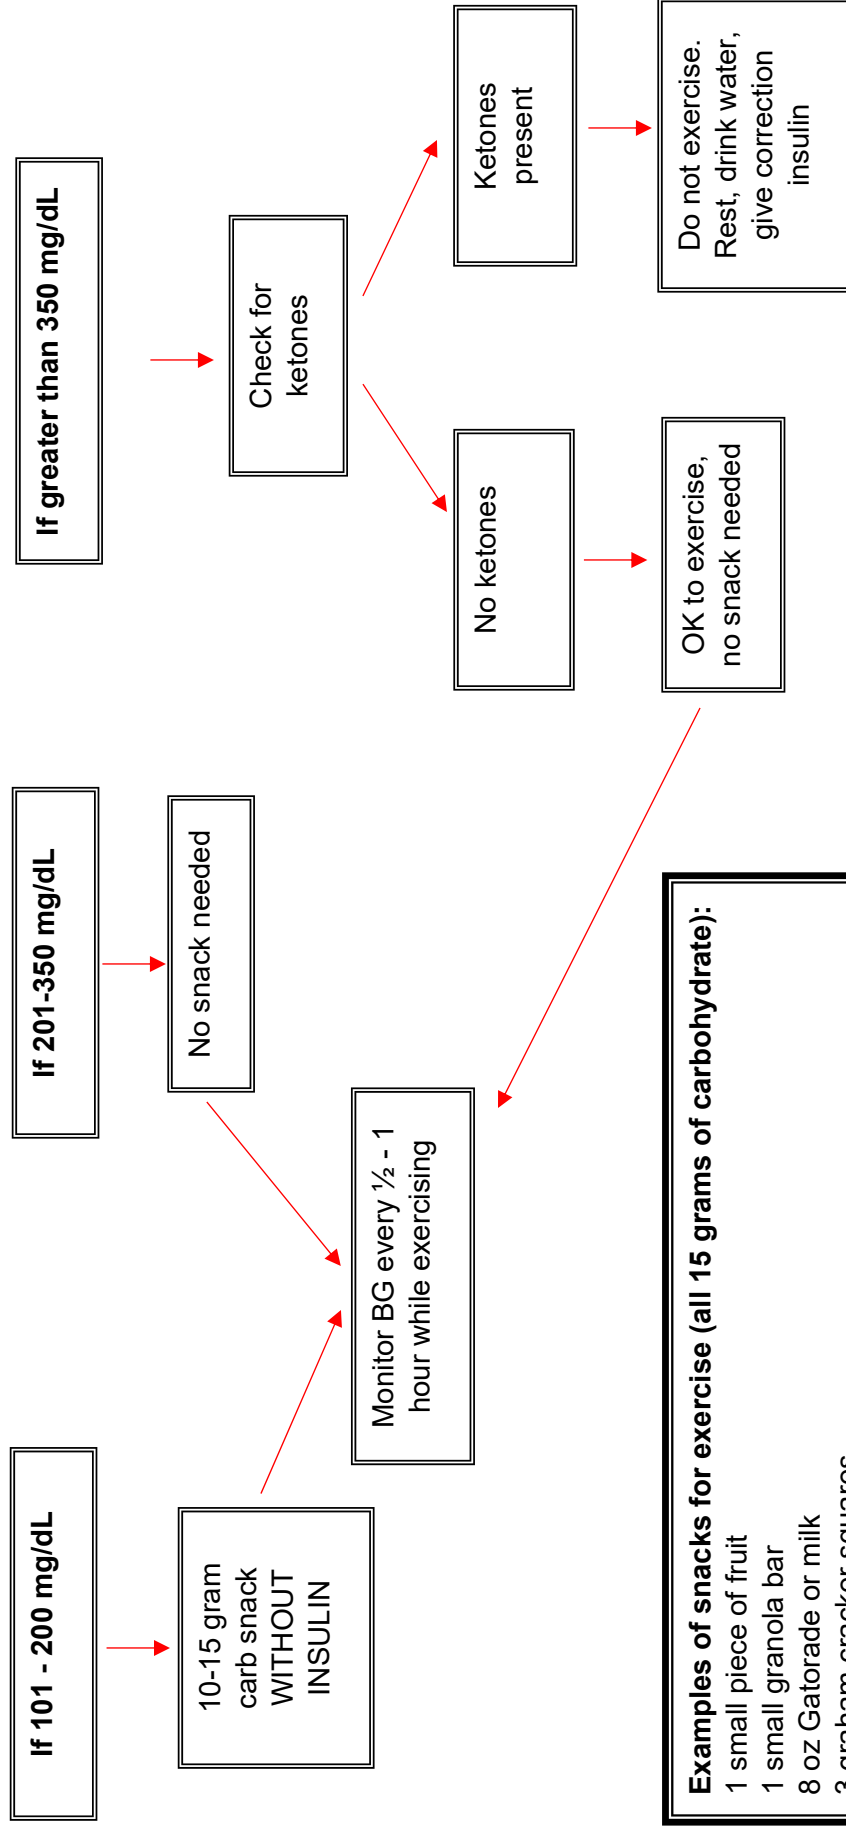 If 101 - 200 mg/dL
10-15 gram
carb snack
WITHOUT
INSULIN
If 201-350 mg/dL
No snack needed
Monitor BG every ½ - 1
hour while exercising
If greater than 350 mg/dL
Check for
ketones
No ketones
OK to exercise,
no snack needed
Ketones
present
Do not exercise.
Rest, drink water,
give correction
insulin
Examples of snacks for exercise (all 15 grams of carbohydrate):
1 small piece of fruit
1 small granola bar
8 oz Gatorade or milk
3 graham cracker squares